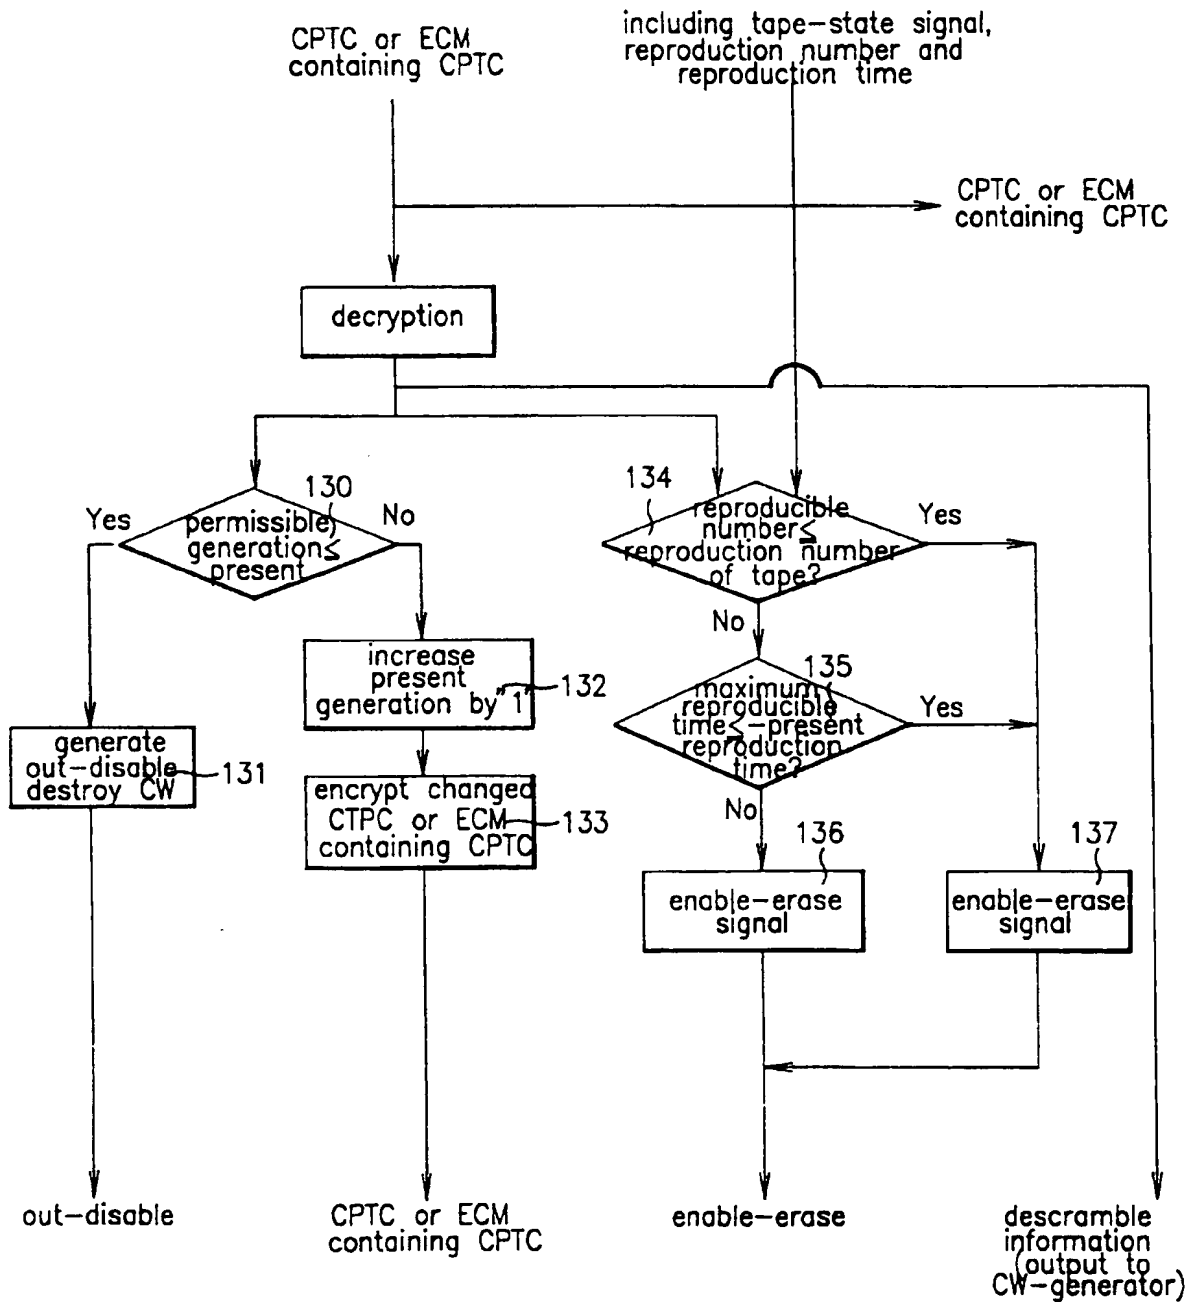 CPTC or ECM
containing CPTC
including tape-state signal,
reproduction number and
reproduction time
CPTC or ECM
containing CPTC
decryption
130
134
Yes
permissible
generation≤
present
No
reproducible
number≤
reproduction number
of tape?
Yes
No
increase
present
generation by "1"
132
135
maximum
reproducible
time≤-present
reproduction
time?
Yes
generate
out-disable
destroy CW
131
encrypt changed
CTPC or ECM
containing CPTC
133
No
136
137
enable-erase
signal
enable-erase
signal
out-disable
CPTC or ECM
containing CPTC
enable-erase
descramble
information
(output to
CW-generator)